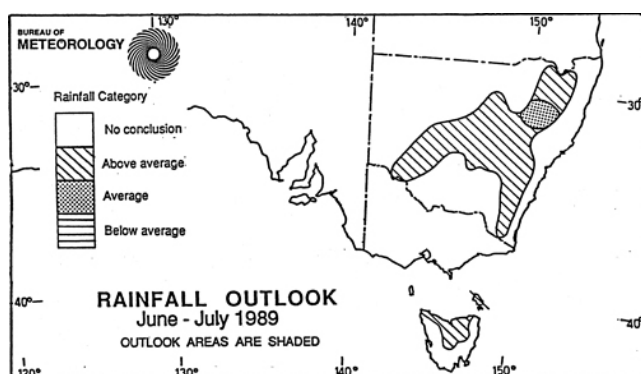 BUREAU OF
METEOROLOGY
130°
140°
150°
30°
30°
Rainfall Category
No conclusion
Above average
Average
Below average
RAINFALL OUTLOOK
June - July 1989
OUTLOOK AREAS ARE SHADED
40°
40°
120°
130°
140°
150°